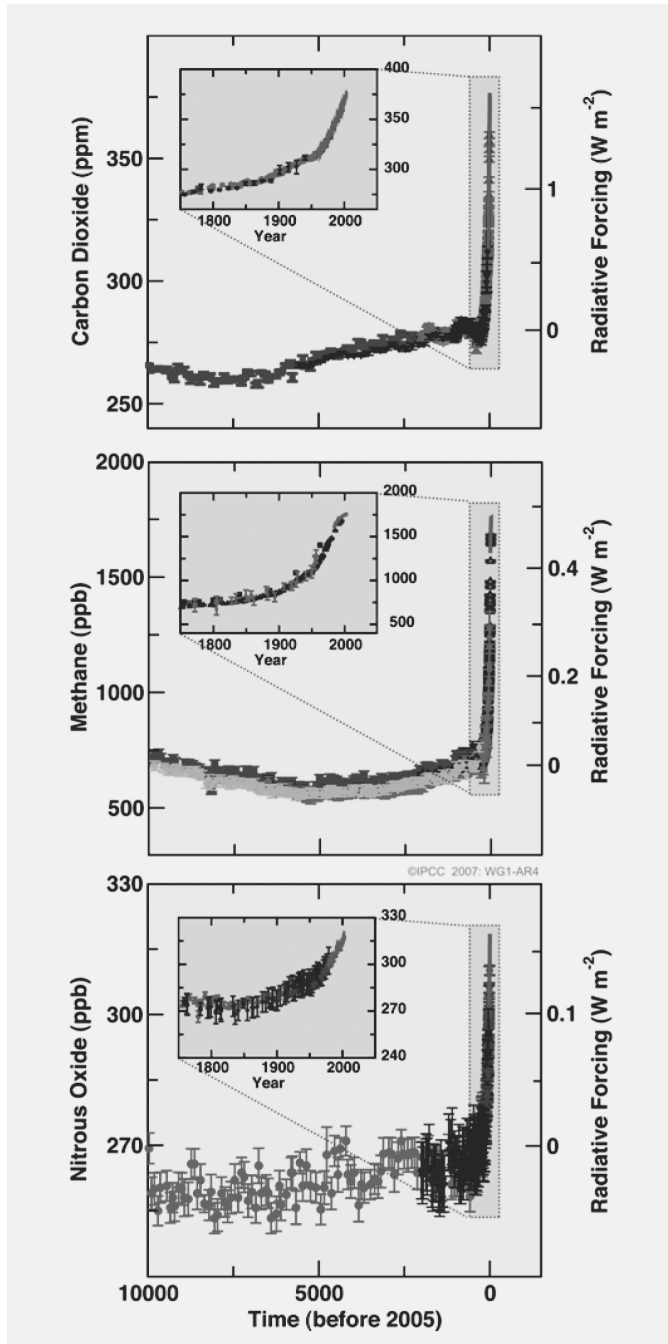 Carbon Dioxide (ppm)
350
300
250
400
350
300
1800 1900 2000
Year
1
0
Radiative Forcing (W m-2)
Methane (ppb)
2000
1500
1000
500
2000
1500
1000
500
1800 1900 2000
Year
0.4
0.2
0
Radiative Forcing (W m-2)
©IPCC 2007: WG1-AR4
Nitrous Oxide (ppb)
330
300
270
330
300
270
240
1800 1900 2000
Year
0.1
0
Radiative Forcing (W m-2)
10000 5000 0
Time (before 2005)